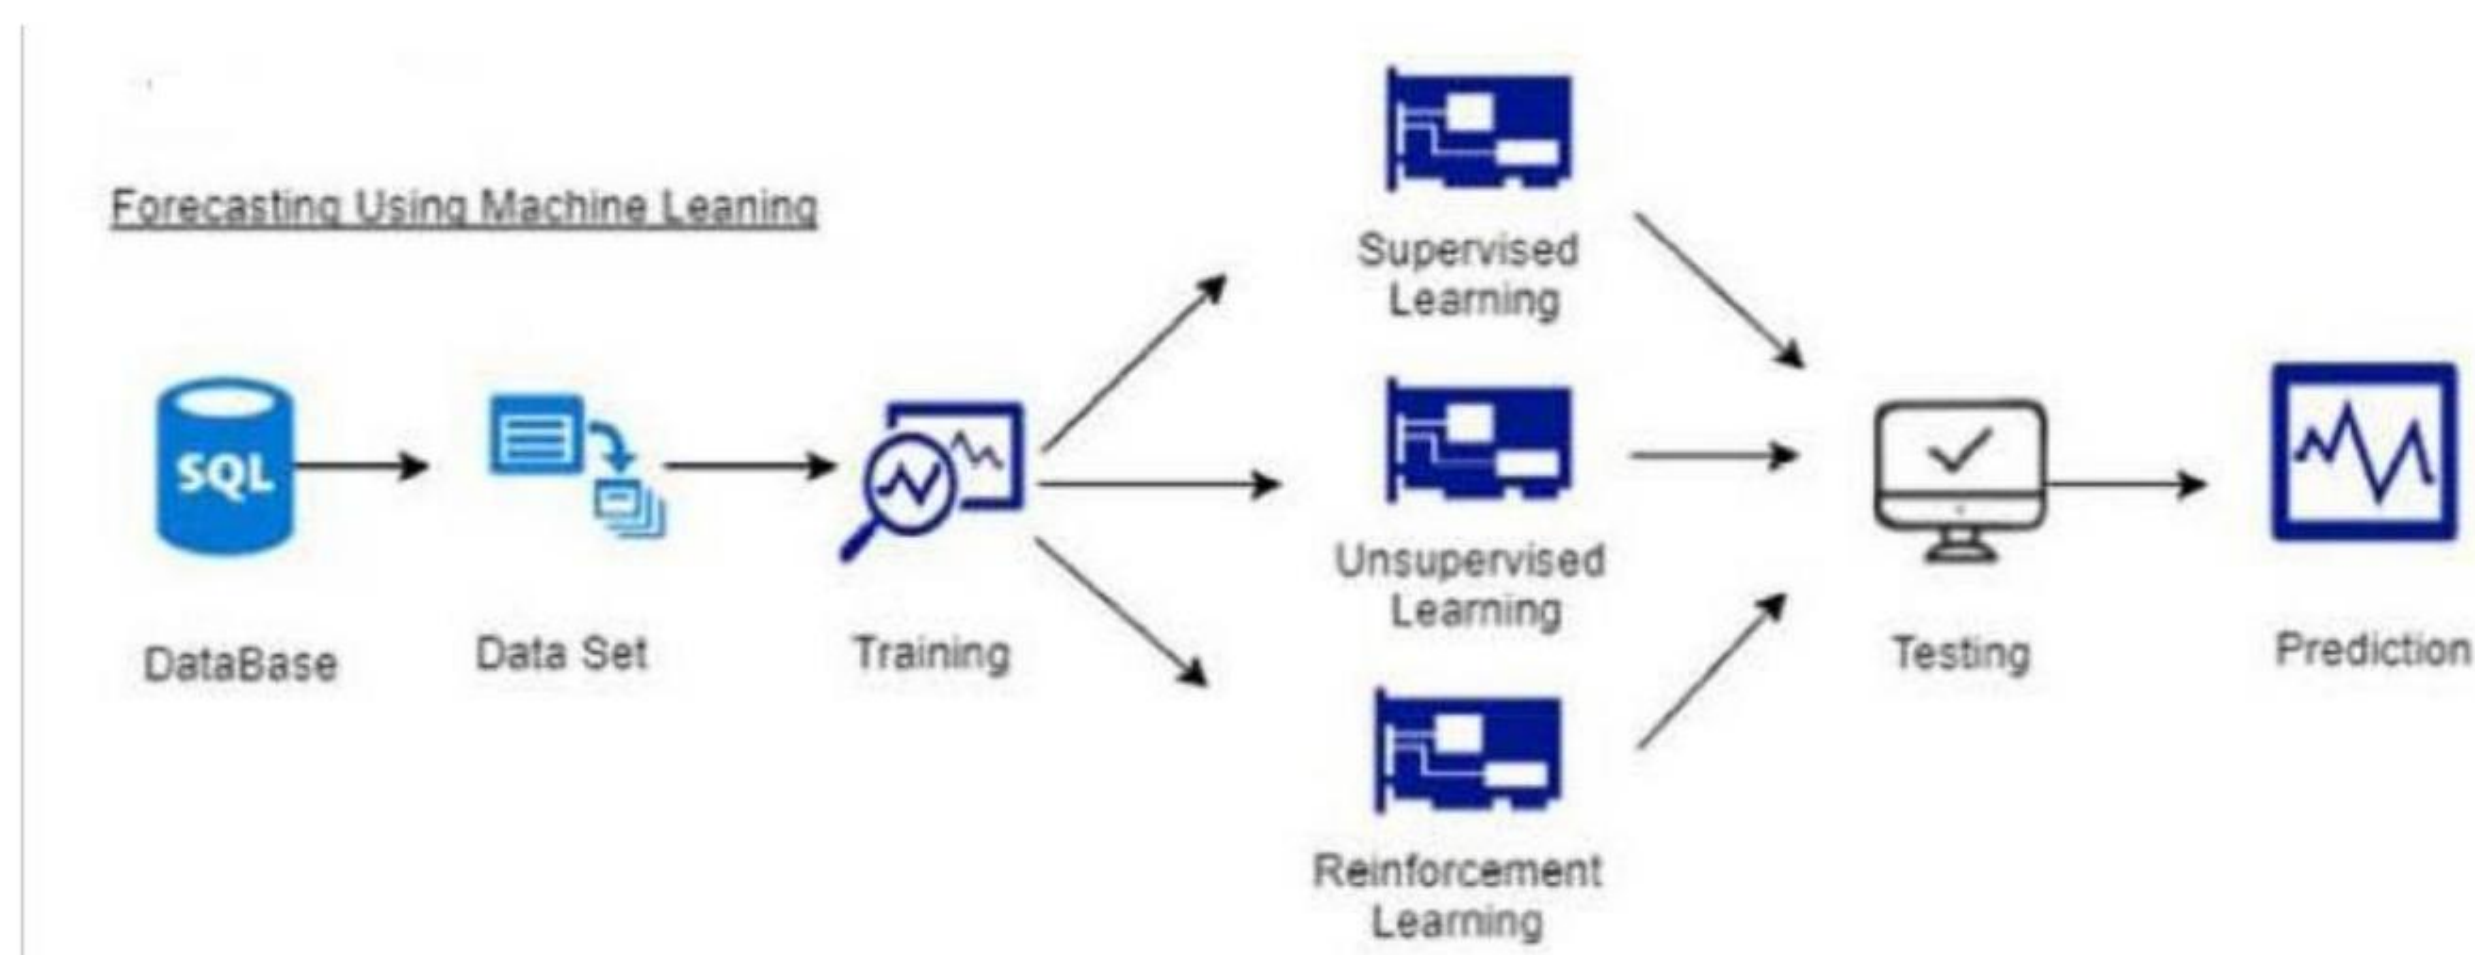 Forecasting Using Machine Leaning
Supervised
Learning
SQL
Unsupervised
Learning
DataBase
Data Set
Training
Testing
Prediction
Reinforcement
Learning